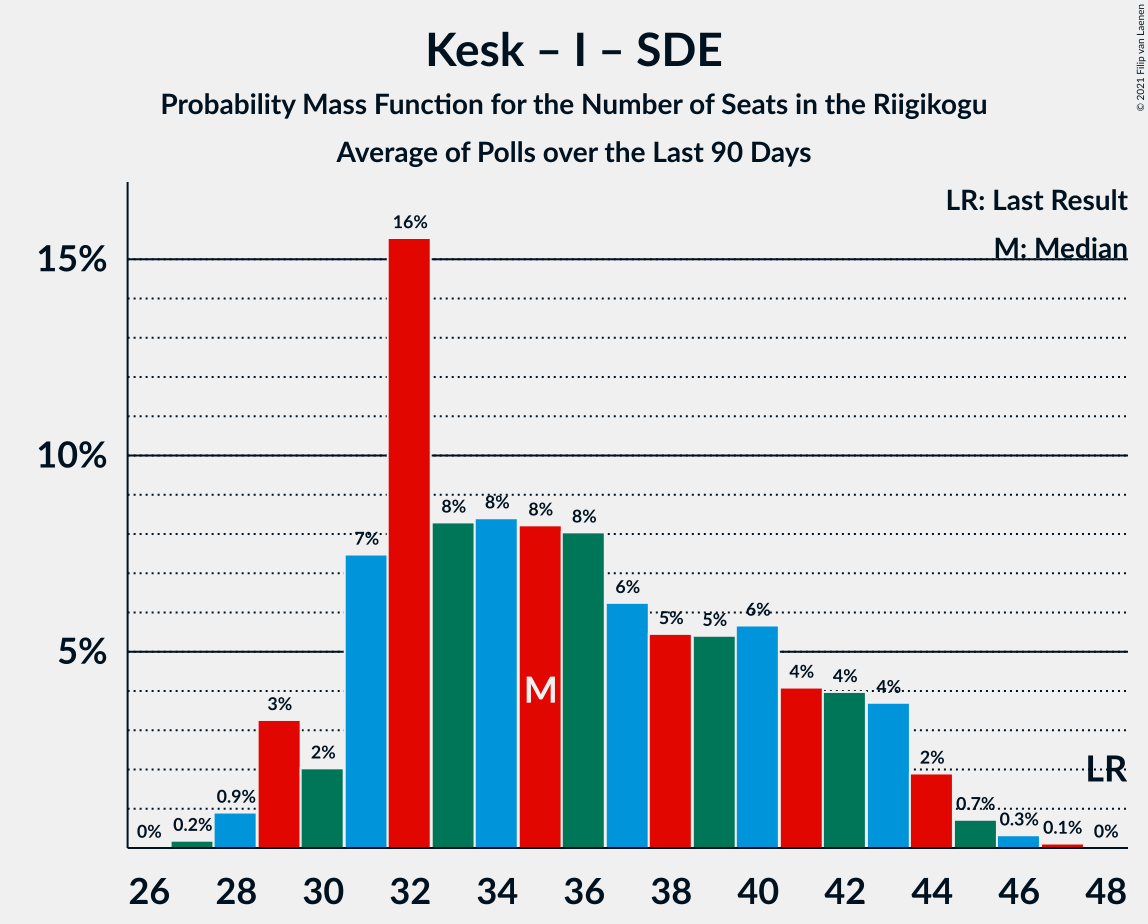 Kesk – I – SDE
Probability Mass Function for the Number of Seats in the Riigikogu
Average of Polls over the Last 90 Days
© 2021 Filip van Laenen
LR: Last Result
M: Median
15%
10%
5%
0%
0.2%
0.9%
3%
2%
7%
16%
8%
8%
8%
8%
6%
5%
5%
6%
4%
4%
4%
2%
0.7%
0.3%
0.1%
0%
M
LR
26 28 30 32 34 36 38 40 42 44 46 48